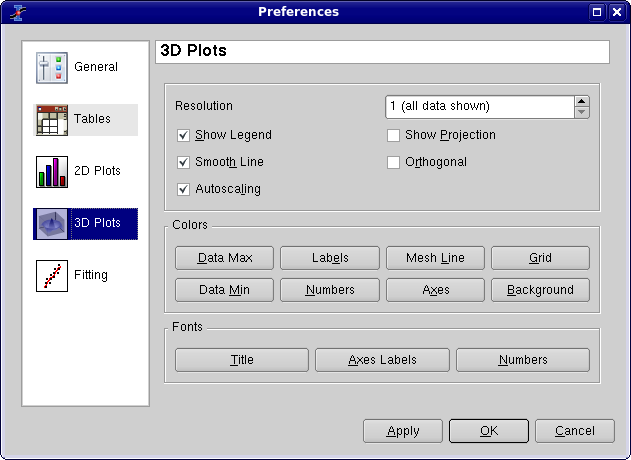 Preferences
General
Tables
2D Plots
3D Plots
Fitting
3D Plots
Resolution
1 (all data shown)
Show Legend
Show Projection
Smooth Line
Orthogonal
Autoscaling
Colors
Data Max
Labels
Mesh Line
Grid
Data Min
Numbers
Axes
Background
Fonts
Title
Axes Labels
Numbers
Apply
OK
Cancel